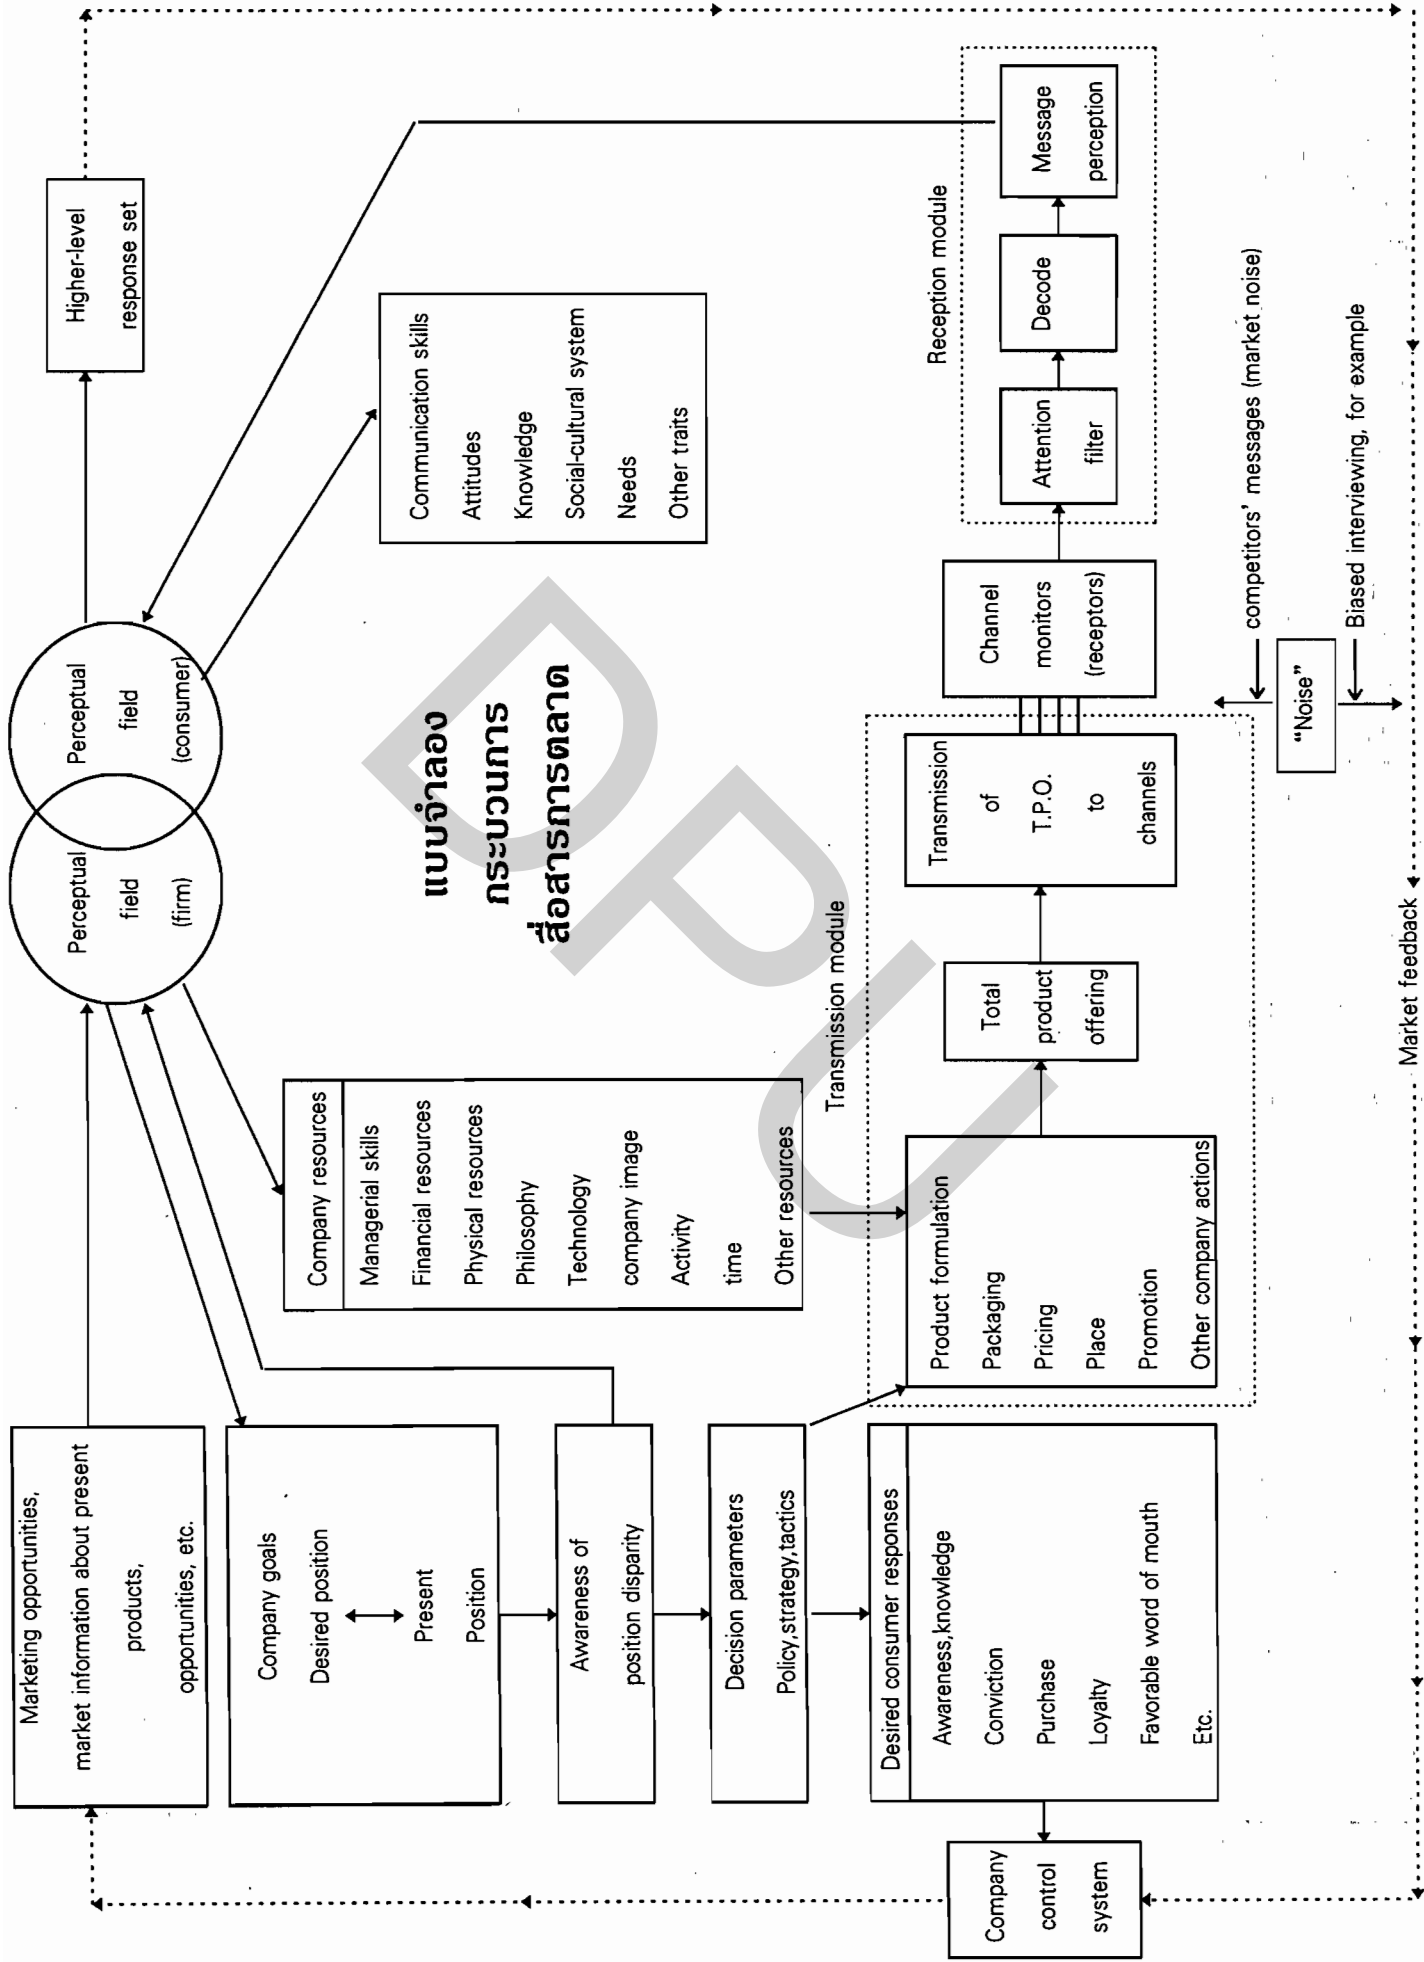 Marketing opportunities,
market information about present
products,
opportunities, etc.
Perceptual
field
(firm)
Perceptual
field
(consumer)
Higher-level
response set
Company goals
Desired position
Present
Position
Awareness of
position disparity
Decision parameters
Policy,strategy,tactics
Company resources
Managerial skills
Financial resources
Physical resources
Philosophy
Technology
company image
Activity
time
Other resources
แบบจำลอง
กระบวนการ
สื่อสารการตลาด
Communication skills
Attitudes
Knowledge
Social-cultural system
Needs
Other traits
Desired consumer responses
Awareness,knowledge
Conviction
Purchase
Loyalty
Favorable word of mouth
Etc.
Company
control
system
Transmission module
Product formulation
Packaging
Pricing
Place
Promotion
Other company actions
Total
product
offering
Transmission
of
T.P.O.
to
channels
Channel
monitors
(receptors)
Reception module
Attention
filter
Decode
Message
perception
"Noise"
competitors' messages (market noise)
Biased interviewing, for example
Market feedback
DPU